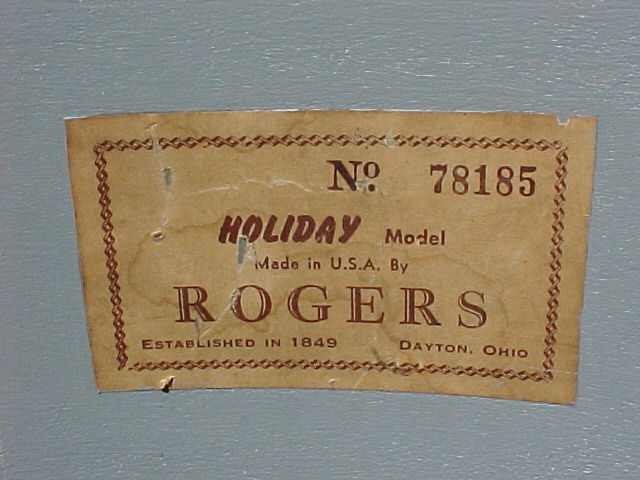 Nº 78185
HOLIDAY Model
Made in U.S.A. By
ROGERS
ESTABLISHED IN 1849 DAYTON, OHIO